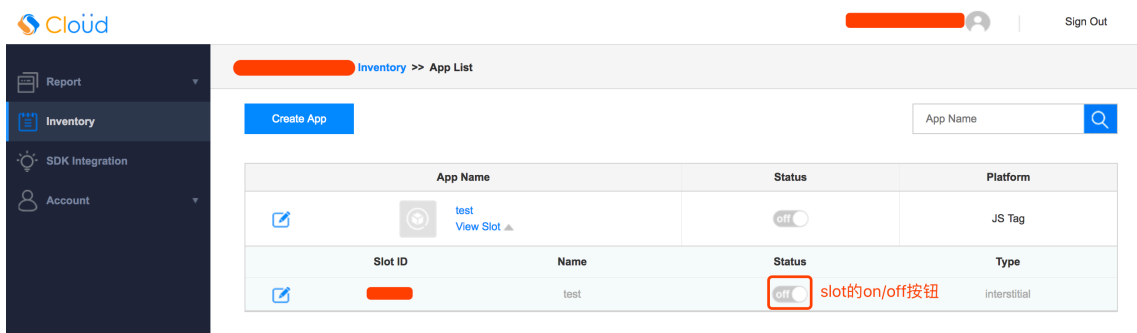 Cloüd
Sign Out
Report
Inventory >> App List
Inventory
Create App
App Name
SDK Integration
Account
App Name Status Platform
test
View Slot
off
JS Tag
Slot ID Name Status Type
test off slot的on/off按钮 interstitial